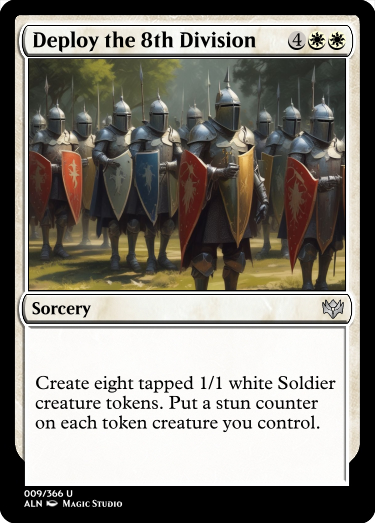 Deploy the 8th Division 4
Sorcery
Create eight tapped 1/1 white Soldier
creature tokens. Put a stun counter
on each token creature you control.
009/366 U
ALN Magic Studio